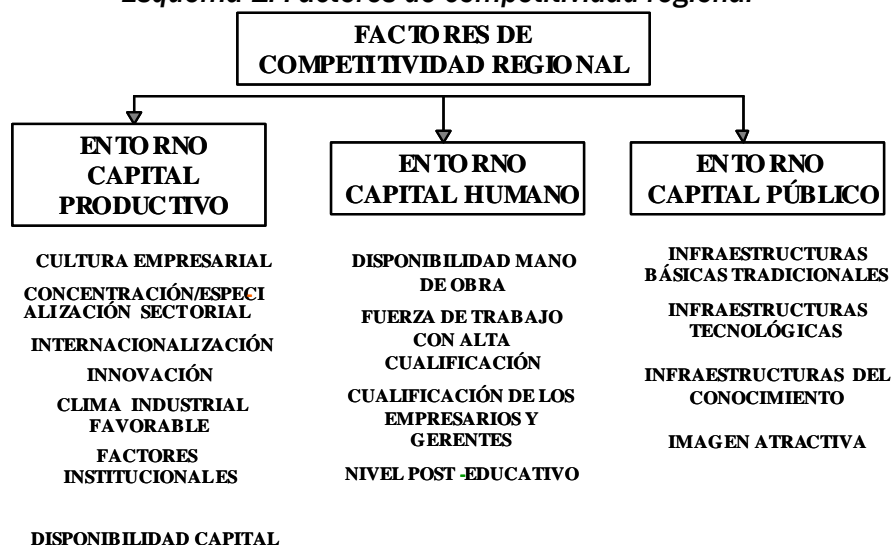 Esquema 1. Factores de competitividad regional
FACTORES DE
COMPETITIVIDAD REGIONAL
ENTORNO
CAPITAL
PRODUCTIVO
CULTURA EMPRESARIAL
CONCENTRACIÓN/ESPECI
ALIZACIÓN SECTORIAL
INTERNACIONALIZACIÓN
INNOVACIÓN
CLIMA INDUSTRIAL
FAVORABLE
FACTORES
INSTITUCIONALES
DISPONIBILIDAD CAPITAL
ENTORNO
CAPITAL HUMANO
DISPONIBILIDAD MANO
DE OBRA
FUERZA DE TRABAJO
CON ALTA
CUALIFICACIÓN
CUALIFICACIÓN DE LOS
EMPRESARIOS Y
GERENTES
NIVEL POST -EDUCATIVO
ENTORNO
CAPITAL PÚBLICO
INFRAESTRUCTURAS
BÁSICAS TRADICIONALES
INFRAESTRUCTURAS
TECNOLÓGICAS
INFRAESTRUCTURAS DEL
CONOCIMIENTO
IMAGEN ATRACTIVA